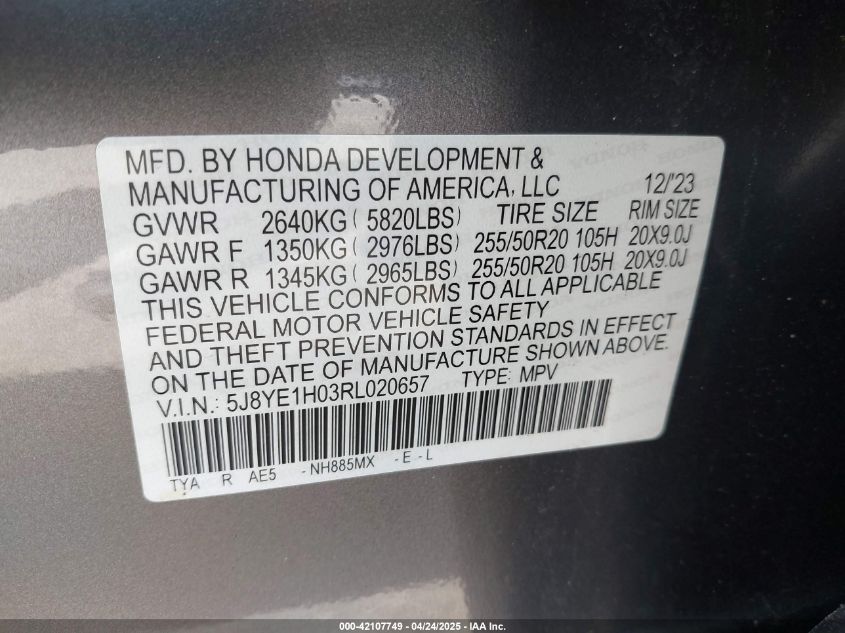 MFD. BY HONDA DEVELOPMENT &
MANUFACTURING OF AMERICA, LLC 12/'23
GVWR 2640KG ( 5820LBS) TIRE SIZE RIM SIZE
GAWR F 1350KG ( 2976LBS) 255/50R20 105H 20X9.0J
GAWR R 1345KG ( 2965LBS) 255/50R20 105H 20X9.0J
THIS VEHICLE CONFORMS TO ALL APPLICABLE
FEDERAL MOTOR VEHICLE SAFETY
AND THEFT PREVENTION STANDARDS IN EFFECT
ON THE DATE OF MANUFACTURE SHOWN ABOVE.
V.I.N.: 5J8YE1H03RL020657 TYPE: MPV
TYA R AE5 -NH885MX -E-L
000-42107749 - 04/24/2025 - IAA Inc.